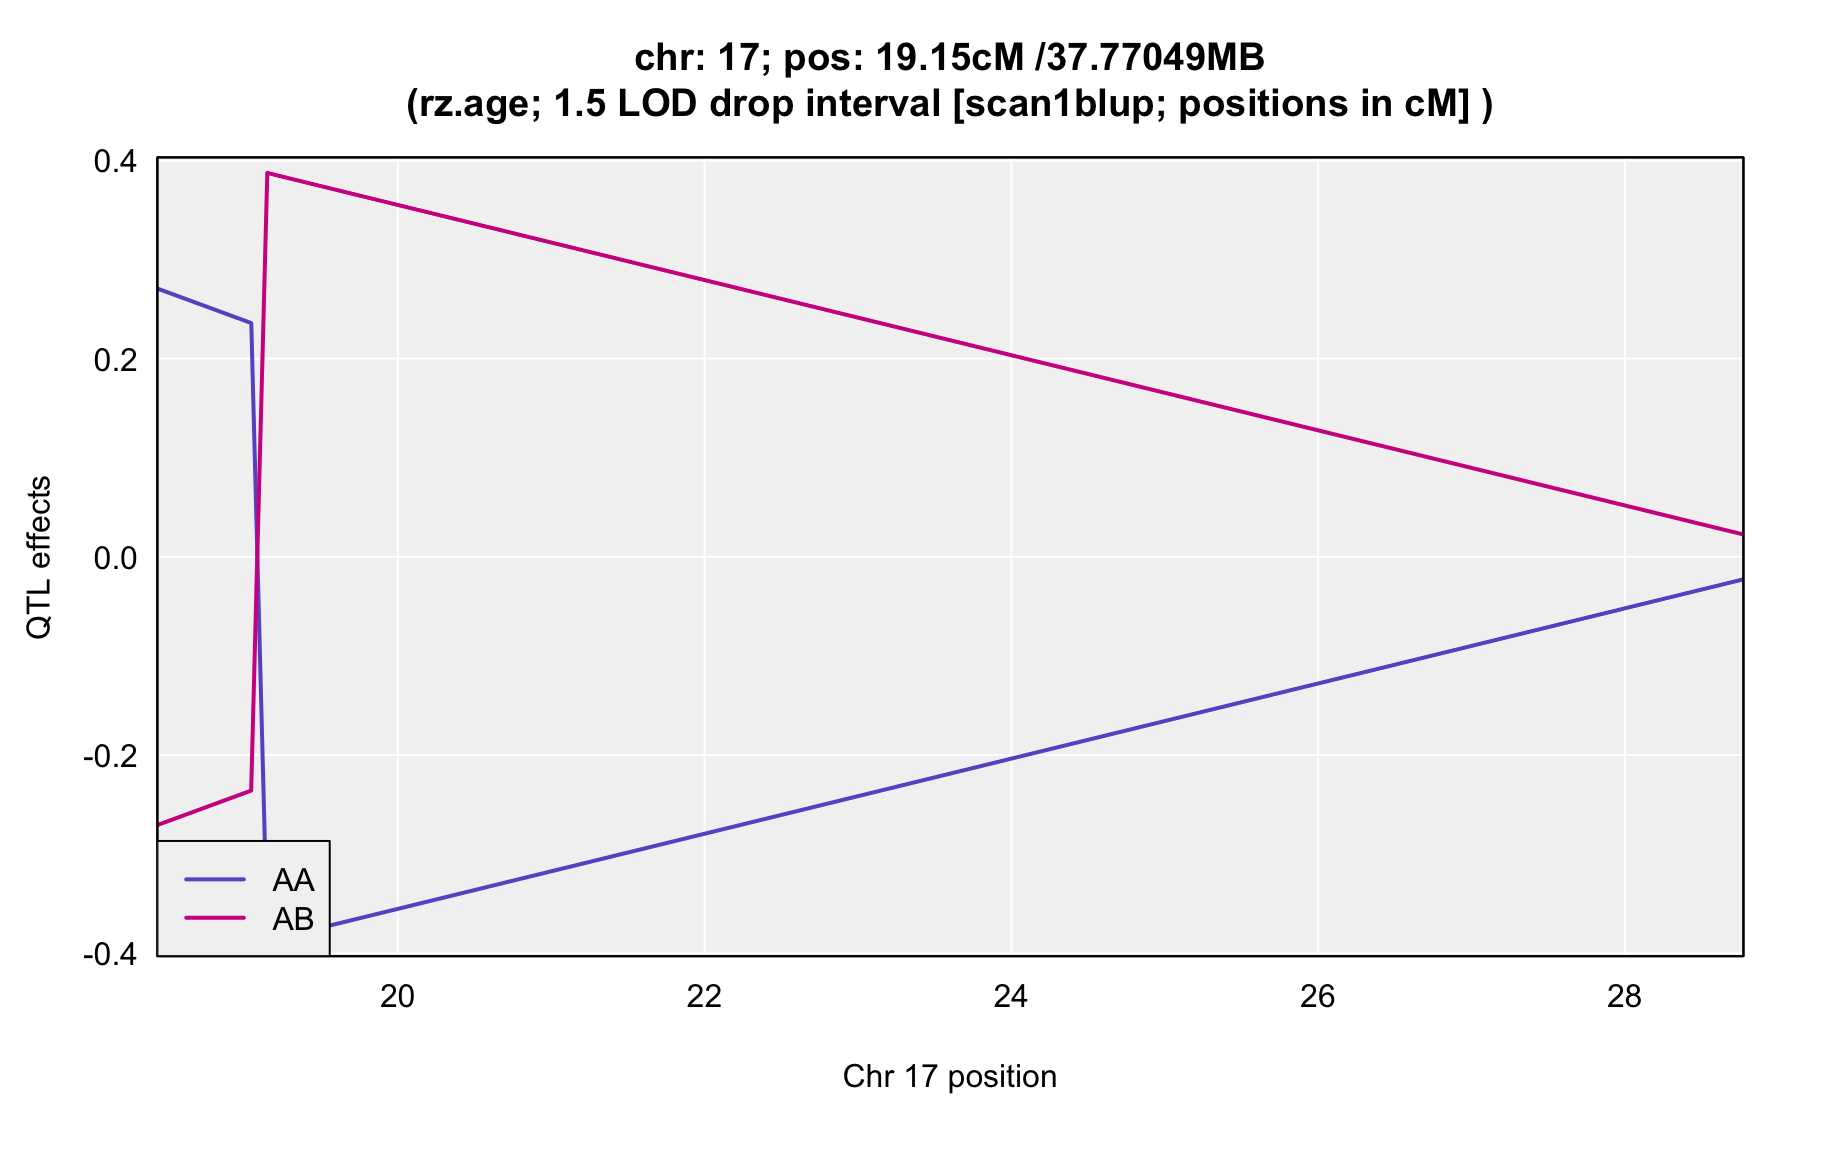 chr: 17; pos: 19.15cM /37.77049MB
(rz.age; 1.5 LOD drop interval [scan1blup; positions in cM] )
0.4
0.2
0.0
-0.2
-0.4
QTL effects
AA
AB
20 22 24 26 28
Chr 17 position